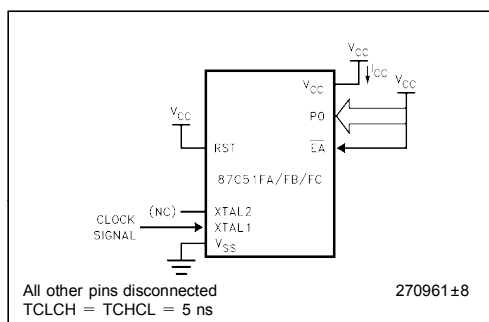 VCC
ICC
VCC
VCC
P0
VCC
RST
EA
87C51FA/FB/FC
(NC)
XTAL2
CLOCK
SIGNAL
XTAL1
VSS
All other pins disconnected
TCLCH = TCHCL = 5 ns
270961±8